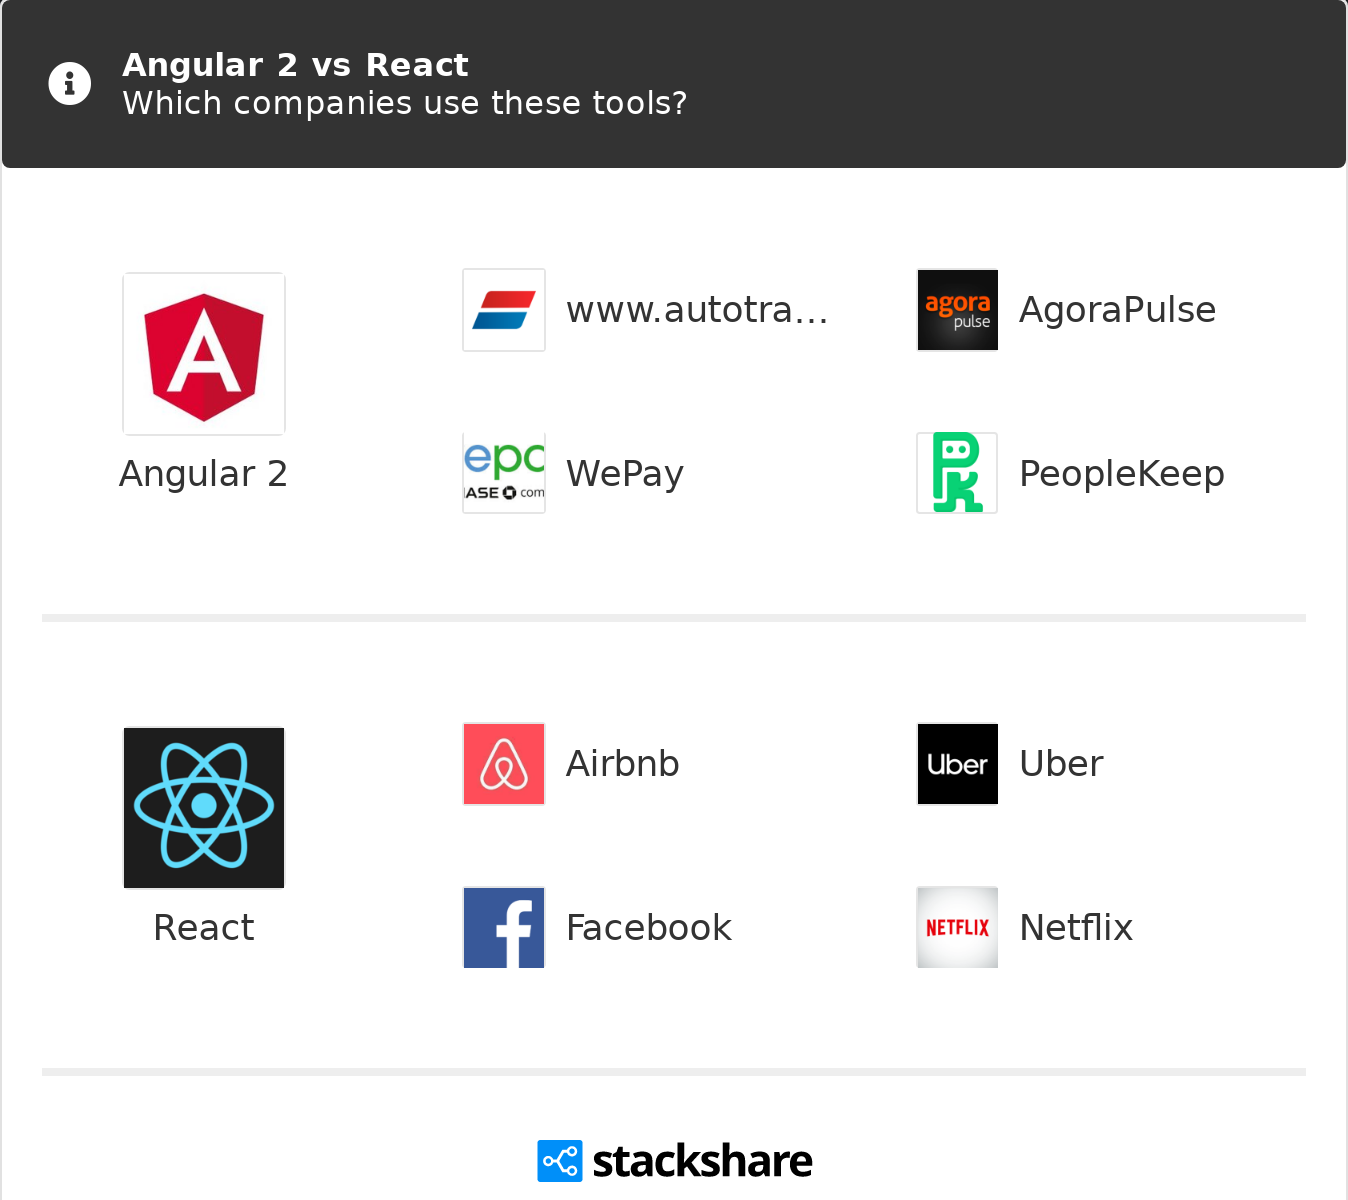 Angular 2 vs React
Which companies use these tools?
www.autotra...
agora
pulse
AgoraPulse
Angular 2
epc
IASE com
WePay
PeopleKeep
Airbnb
Uber
Uber
React
Facebook
NETFLIX
Netflix
stackshare